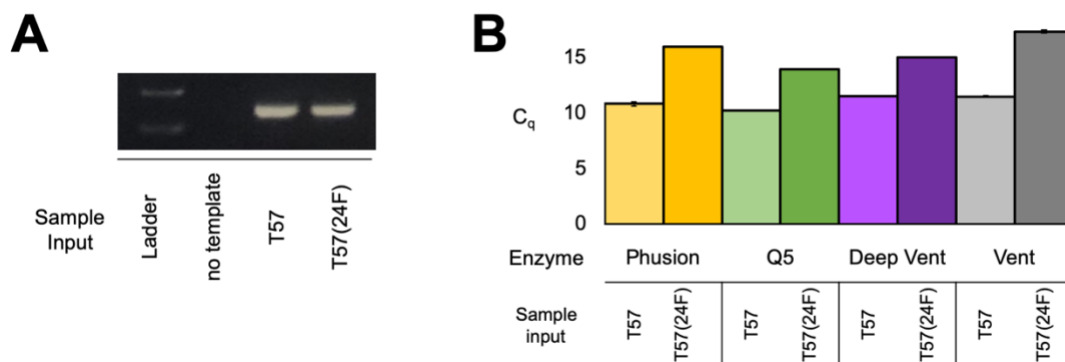 A
Sample
Input
Ladder
no template
T57
T57(24F)
B
Cq
15
10
5
0
Enzyme
Phusion
Q5
Deep Vent
Vent
Sample
input
T57
T57(24F)
T57
T57(24F)
T57
T57(24F)
T57
T57(24F)